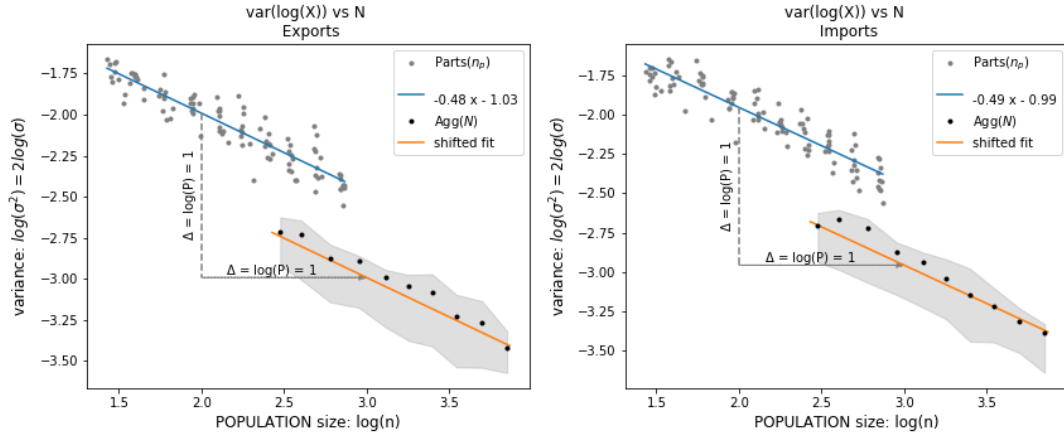 var(log(X)) vs N
Exports
variance: log(σ²) = 2log(σ)
−1.75
−2.00
−2.25
−2.50
−2.75
−3.00
−3.25
−3.50
Parts(nₚ)
-0.48 x - 1.03
Agg(N)
shifted fit
Δ = log(P) = 1
Δ = log(P) = 1
1.5 2.0 2.5 3.0 3.5
POPULATION size: log(n)
var(log(X)) vs N
Imports
variance: log(σ²) = 2log(σ)
−1.75
−2.00
−2.25
−2.50
−2.75
−3.00
−3.25
−3.50
Parts(nₚ)
-0.49 x - 0.99
Agg(N)
shifted fit
Δ = log(P) = 1
Δ = log(P) = 1
1.5 2.0 2.5 3.0 3.5
POPULATION size: log(n)